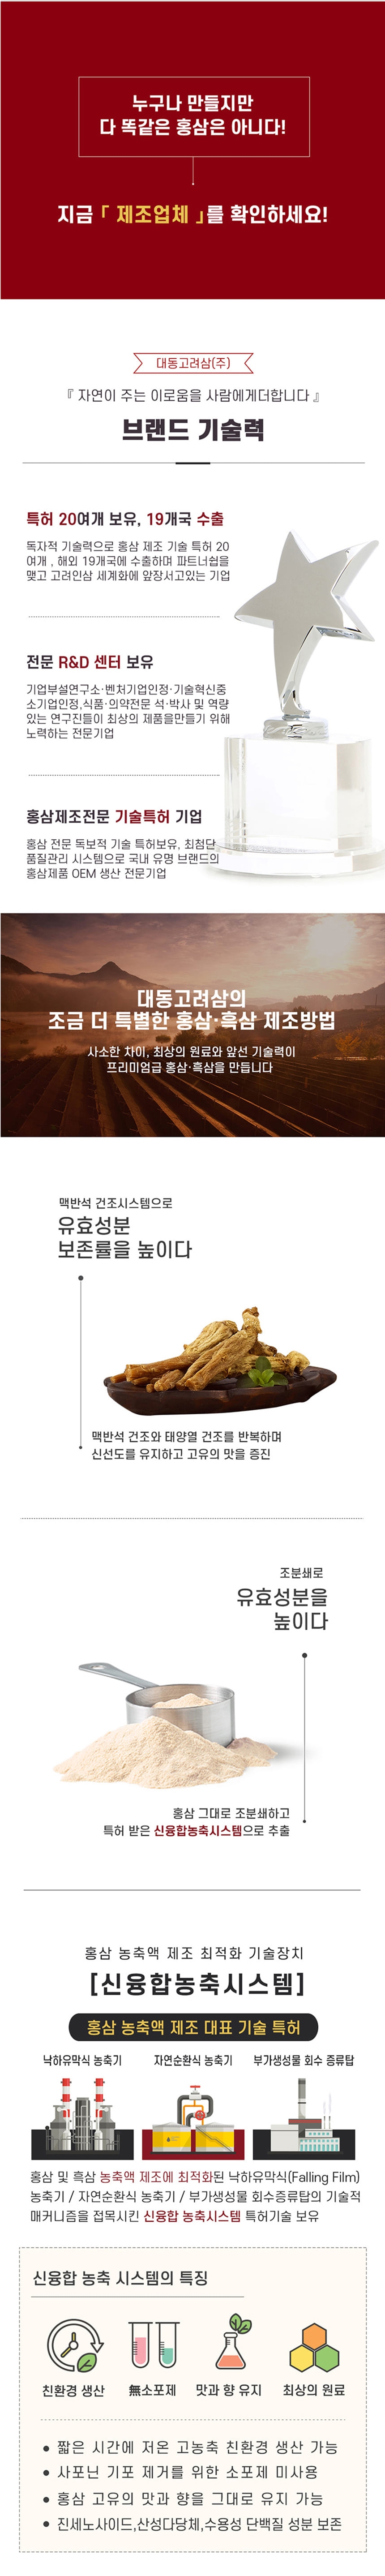 누구나 만들지만
다 똑같은 홍삼은 아니다!
지금 「 제조업체 」를 확인하세요!
대동고려삼(주)
『 자연이 주는 이로움을 사람에게더합니다 』
브랜드 기술력
특허 20여개 보유, 19개국 수출
독자적 기술력으로 홍삼 제조 기술 특허 20
여개 , 해외 19개국에 수출하며 파트너쉽을
맺고 고려인삼 세계화에 앞장서고있는 기업
전문 R&D 센터 보유
기업부설연구소·벤처기업인정·기술혁신중
소기업인정,식품·의약전문 석·박사 및 역량
있는 연구진들이 최상의 제품을만들기 위해
노력하는 전문기업
홍삼제조전문 기술특허 기업
홍삼 전문 독보적 기술 특허보유, 최첨단
품질관리 시스템으로 국내 유명 브랜드의
홍삼제품 OEM 생산 전문기업
대동고려삼의
조금 더 특별한 홍삼·흑삼 제조방법
사소한 차이, 최상의 원료와 앞선 기술력이
프리미엄급 홍삼·흑삼을 만듭니다
맥반석 건조시스템으로
유효성분
보존률을 높이다
맥반석 건조와 태양열 건조를 반복하며
신선도를 유지하고 고유의 맛을 증진
조분쇄로
유효성분을
높이다
홍삼 그대로 조분쇄하고
특허 받은 신융합농축시스템으로 추출
홍삼 농축액 제조 최적화 기술장치
[신융합농축시스템]
홍삼 농축액 제조 대표 기술 특허
낙하유막식 농축기 자연순환식 농축기 부가생성물 회수 증류탑
홍삼 및 흑삼 농축액 제조에 최적화된 낙하유막식(Falling Film)
농축기 / 자연순환식 농축기 / 부가생성물 회수증류탑의 기술적
매커니즘을 접목시킨 신융합 농축시스템 특허기술 보유
신융합 농축 시스템의 특징
친환경 생산 無소포제 맛과 향 유지 최상의 원료
• 짧은 시간에 저온 고농축 친환경 생산 가능
• 사포닌 기포 제거를 위한 소포제 미사용
• 홍삼 고유의 맛과 향을 그대로 유지 가능
• 진세노사이드,산성다당체,수용성 단백질 성분 보존